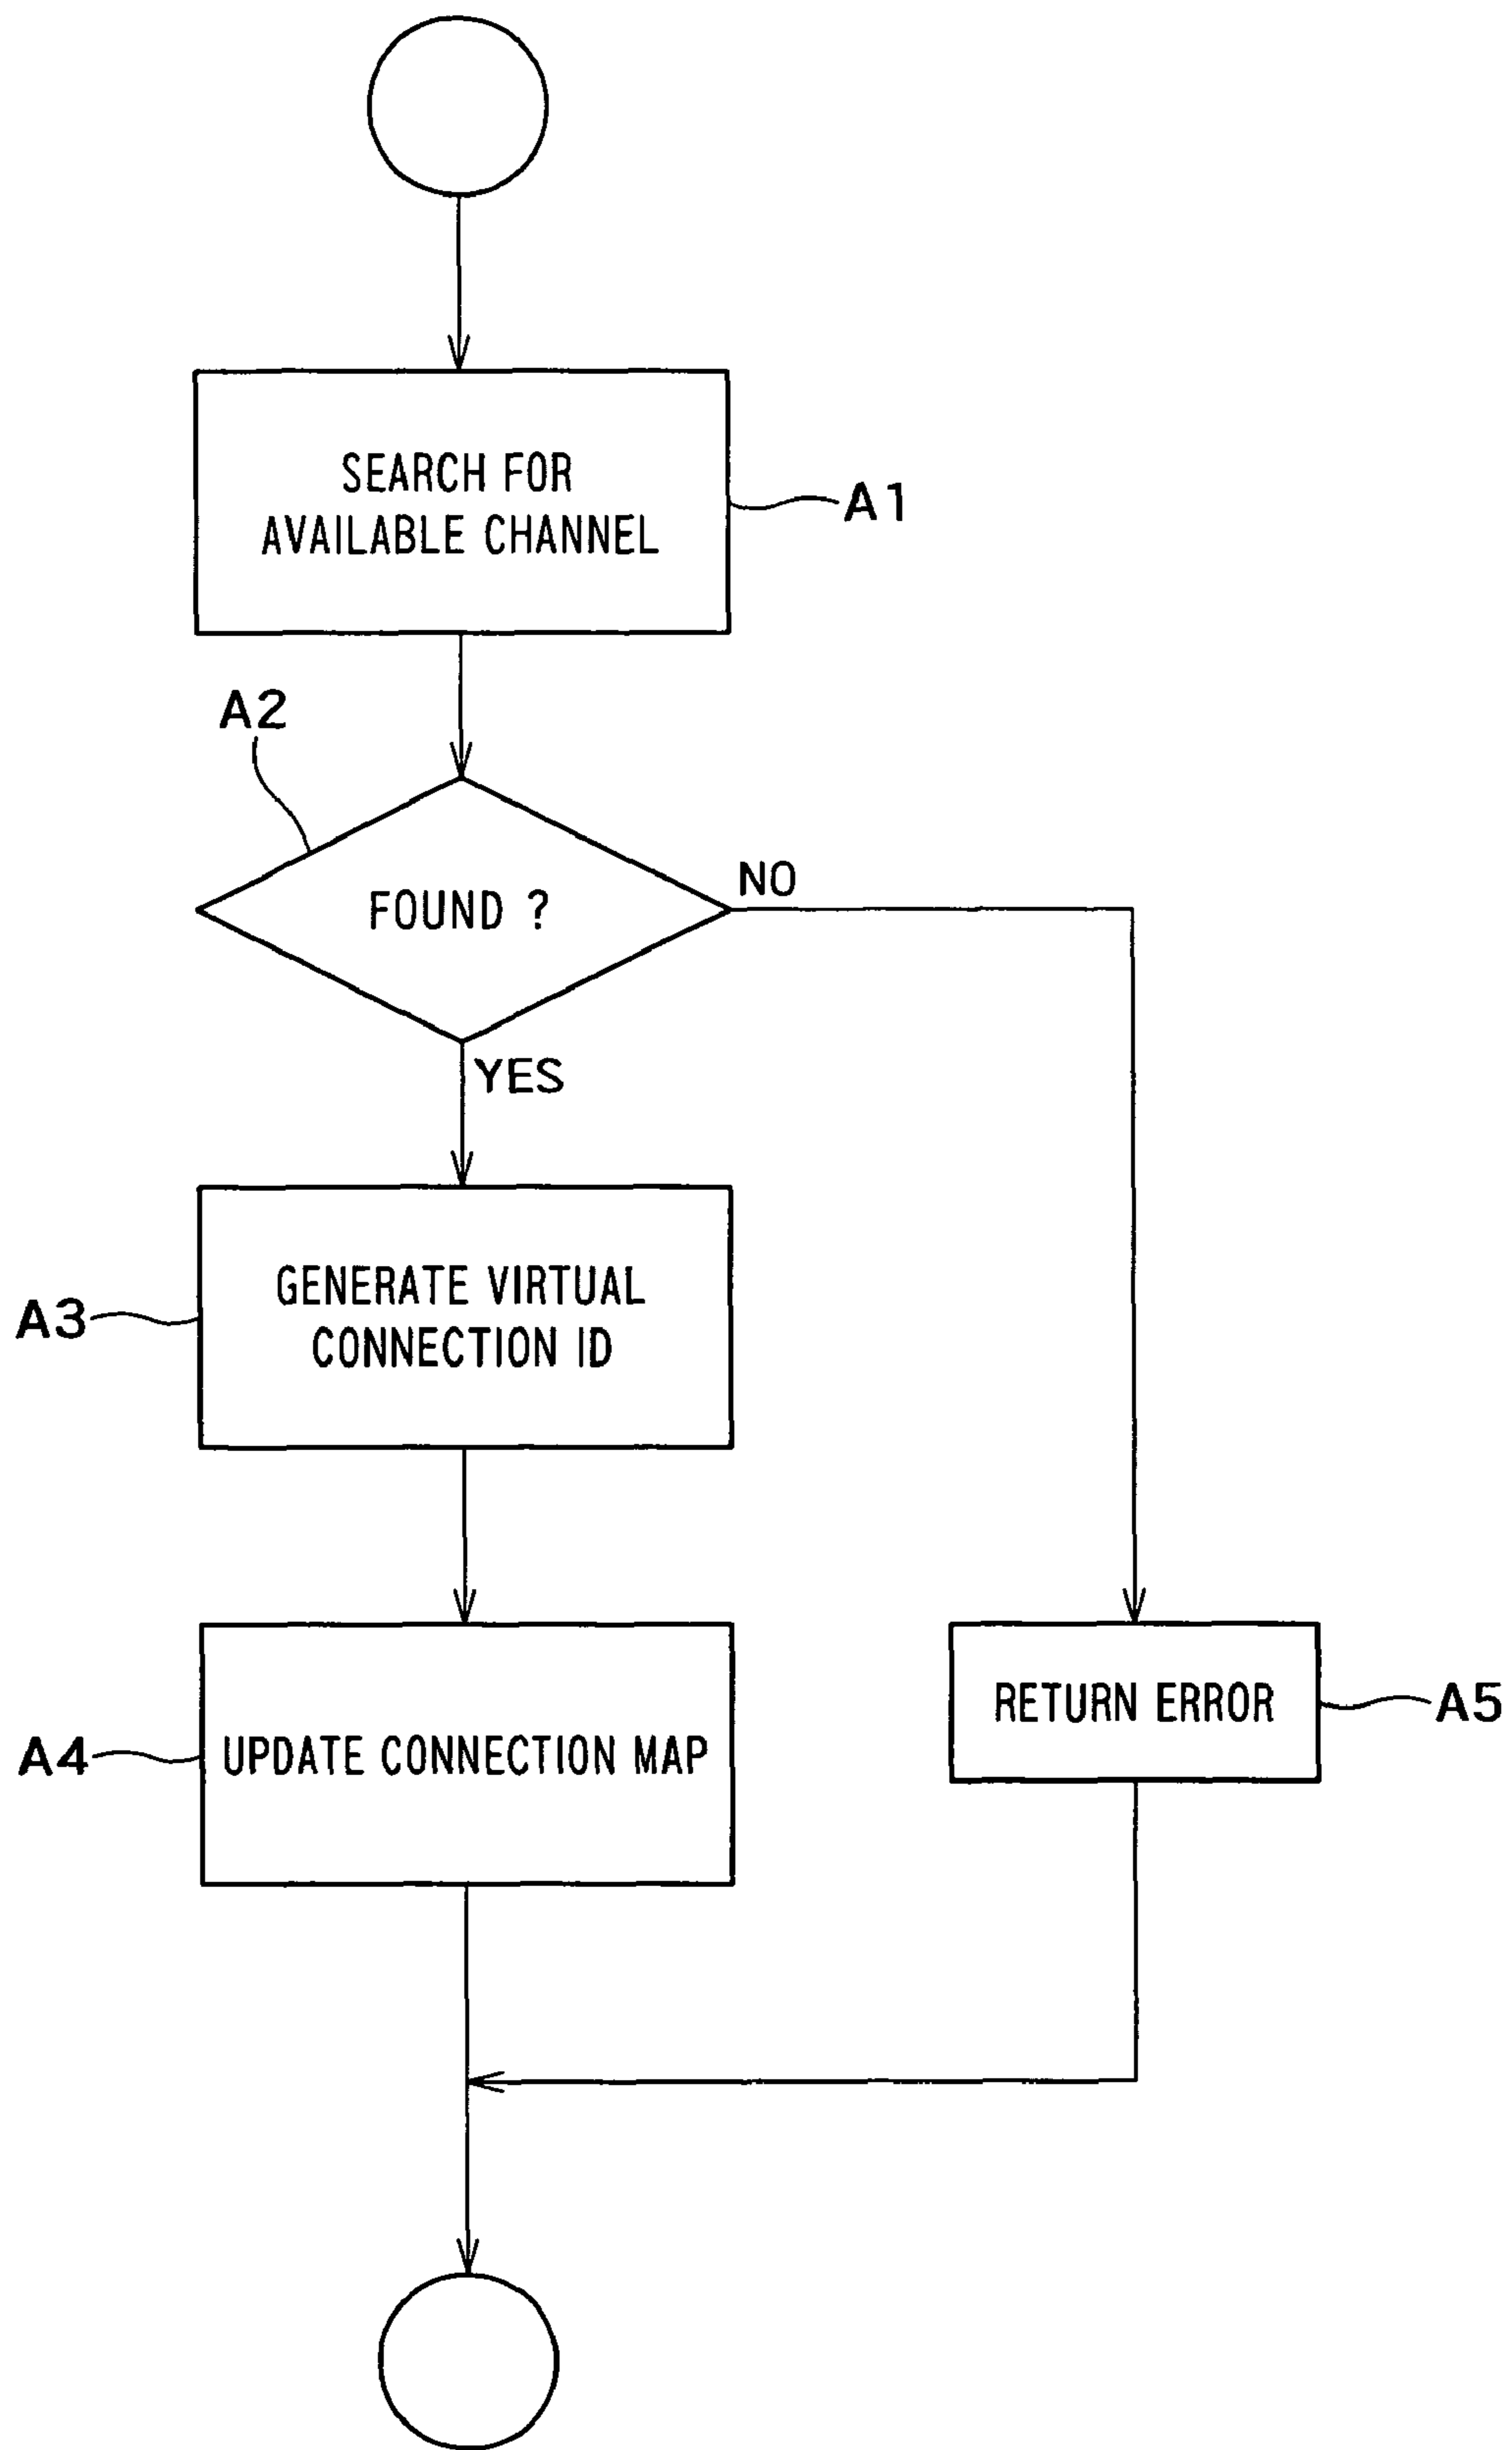 SEARCH FOR
AVAILABLE CHANNEL
A1
A2
FOUND ?
NO
YES
GENERATE VIRTUAL
CONNECTION ID
A3
UPDATE CONNECTION MAP
A4
RETURN ERROR
A5